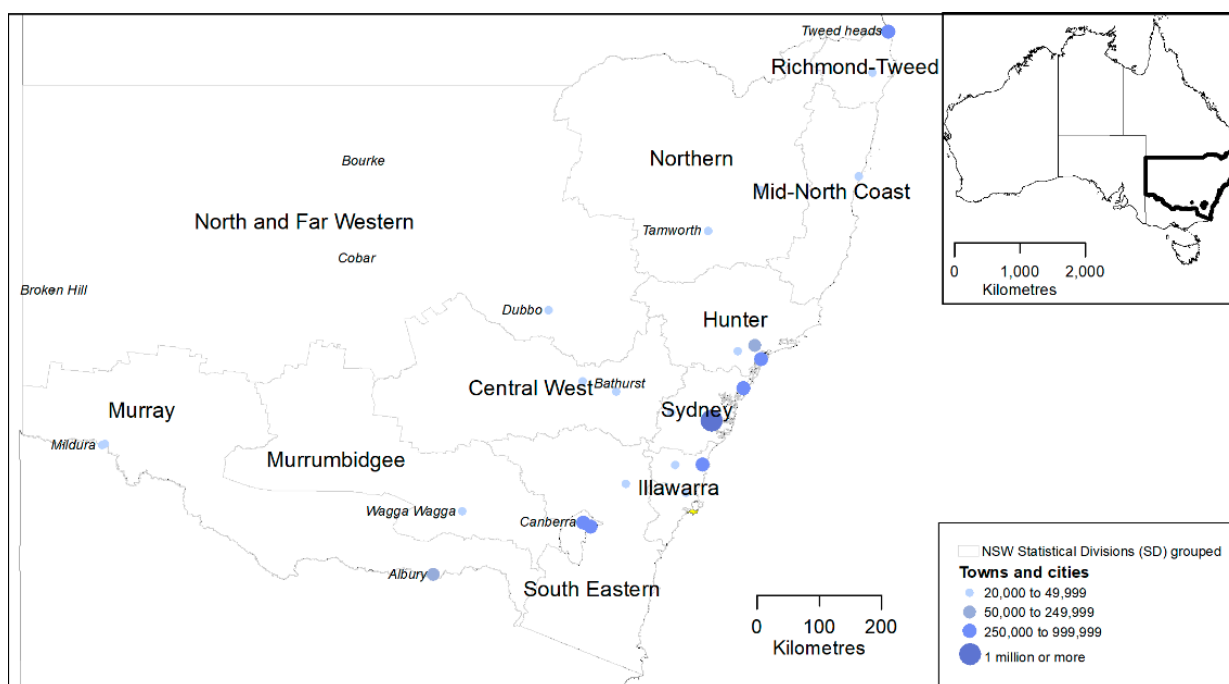 Tweed heads
Richmond-Tweed
Bourke
Northern
Mid-North Coast
North and Far Western
Tamworth
Cobar
Broken Hill
Dubbo
Hunter
Central West
Bathurst
Sydney
Murray
Mildura
Murrumbidgee
Illawarra
Wagga Wagga
Canberra
Albury
South Eastern
0 100 200
Kilometres
0 1,000 2,000
Kilometres
NSW Statistical Divisions (SD) grouped
Towns and cities
20,000 to 49,999
50,000 to 249,999
250,000 to 999,999
1 million or more